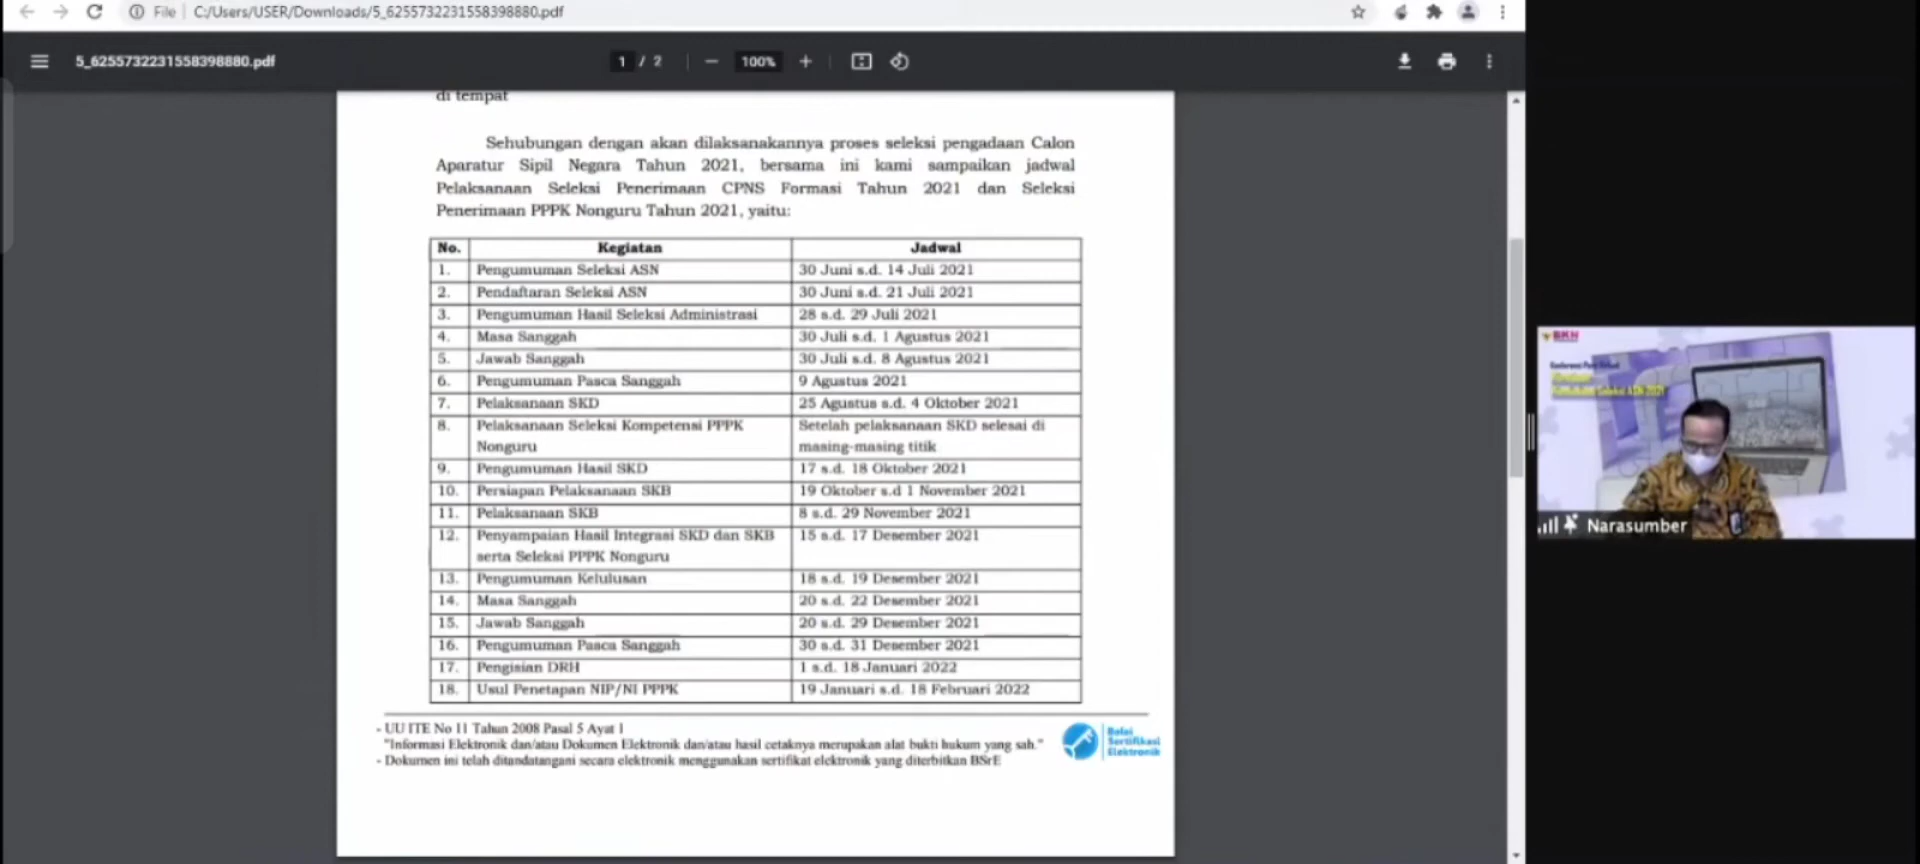 File | C:/Users/USER/Downloads/5_6255732231558398880.pdf
5_6255732231558398880.pdf
1 / 2
100%
di tempat
Sehubungan dengan akan dilaksanakannya proses seleksi pengadaan Calon
Aparatur Sipil Negara Tahun 2021, bersama ini kami sampaikan jadwal
Pelaksanaan Seleksi Penerimaan CPNS Formasi Tahun 2021 dan Seleksi
Penerimaan PPPK Nonguru Tahun 2021, yaitu:
No. Kegiatan Jadwal
1. Pengumuman Seleksi ASN 30 Juni s.d. 14 Juli 2021
2. Pendaftaran Seleksi ASN 30 Juni s.d. 21 Juli 2021
3. Pengumuman Hasil Seleksi Administrasi 28 s.d. 29 Juli 2021
4. Masa Sanggah 30 Juli s.d. 1 Agustus 2021
5. Jawab Sanggah 30 Juli s.d. 8 Agustus 2021
6. Pengumuman Pasca Sanggah 9 Agustus 2021
7. Pelaksanaan SKD 25 Agustus s.d. 4 Oktober 2021
8. Pelaksanaan Seleksi Kompetensi PPPK Setelah pelaksanaan SKD selesai di
Nonguru masing-masing titik
9. Pengumuman Hasil SKD 17 s.d. 18 Oktober 2021
10. Persiapan Pelaksanaan SKB 19 Oktober s.d 1 November 2021
11. Pelaksanaan SKB 8 s.d. 29 November 2021
12. Penyampaian Hasil Integrasi SKD dan SKB 15 s.d. 17 Desember 2021
serta Seleksi PPPK Nonguru
13. Pengumuman Kelulusan 18 s.d. 19 Desember 2021
14. Masa Sanggah 20 s.d. 22 Desember 2021
15. Jawab Sanggah 20 s.d. 29 Desember 2021
16. Pengumuman Pasca Sanggah 30 s.d. 31 Desember 2021
17. Pengisian DRH 1 s.d. 18 Januari 2022
18. Usul Penetapan NIP/NI PPPK 19 Januari s.d. 18 Februari 2022
- UU ITE No 11 Tahun 2008 Pasal 5 Ayat 1
"Informasi Elektronik dan/atau Dokumen Elektronik dan/atau hasil cetaknya merupakan alat bukti hukum yang sah."
- Dokumen ini telah ditandatangani secara elektronik menggunakan sertifikat elektronik yang diterbitkan BSrE
Balai
Sertifikasi
Elektronik
BKN
Seleksi ASN 2021
Narasumber